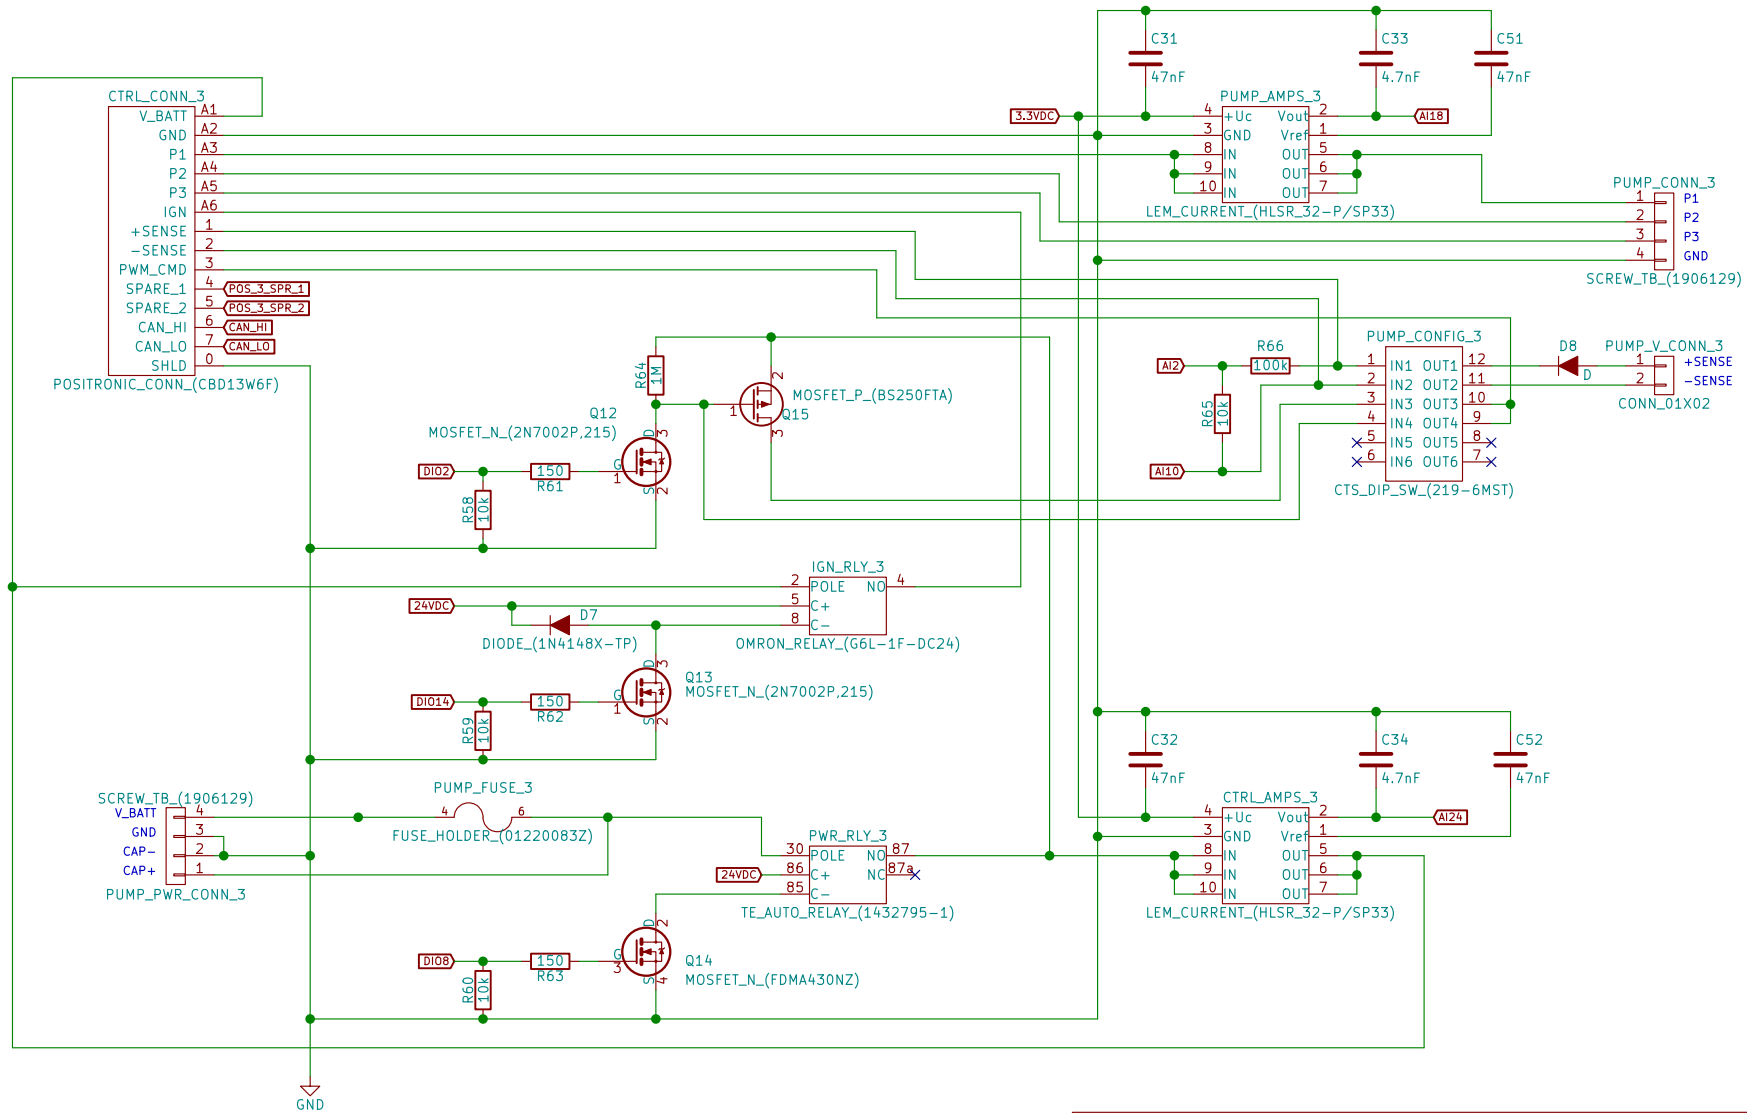 C31
47nF
C33
4.7nF
C51
47nF
CTRL_CONN_3
V_BATT A1
GND A2
P1 A3
P2 A4
P3 A5
IGN A6
+SENSE 1
-SENSE 2
PWM_CMD 3
SPARE_1 4 POS_3_SPR_1
SPARE_2 5 POS_3_SPR_2
CAN_HI 6 CAN_HI
CAN_LO 7 CAN_LO
SHLD 0
POSITRONIC_CONN_(CBD13W6F)
PUMP_AMPS_3
3.3VDC 4 +Uc Vout 2 AI18
3 GND Vref 1
8 IN OUT 5
9 IN OUT 6
10 IN OUT 7
LEM_CURRENT_(HLSR_32-P/SP33)
PUMP_CONN_3
1 P1
2 P2
3 P3
4 GND
SCREW_TB_(1906129)
R64
1M
2
1
3
MOSFET_P_(BS250FTA)
Q15
Q12
MOSFET_N_(2N7002P,215)
D 3
G 1
S 2
DIO2
150
R61
R58
10k
AI2
R66
100k
R65
10k
AI10
PUMP_CONFIG_3
1 IN1 OUT1 12
2 IN2 OUT2 11
3 IN3 OUT3 10
4 IN4 OUT4 9
5 IN5 OUT5 8
6 IN6 OUT6 7
CTS_DIP_SW_(219-6MST)
D8
D
PUMP_V_CONN_3
1 +SENSE
2 -SENSE
CONN_01X02
IGN_RLY_3
2 POLE NO 4
24VDC 5 C+
8 C-
OMRON_RELAY_(G6L-1F-DC24)
D7
DIODE_(1N4148X-TP)
D 3
G 1
S 2
Q13
MOSFET_N_(2N7002P,215)
DIO14
150
R62
R59
10k
SCREW_TB_(1906129)
V_BATT 4
GND 3
CAP- 2
CAP+ 1
PUMP_PWR_CONN_3
PUMP_FUSE_3
4 6
FUSE_HOLDER_(01220083Z)
PWR_RLY_3
30 POLE NO 87
24VDC 86 C+ NC 87a
85 C-
TE_AUTO_RELAY_(1432795-1)
D 2
G 3
S 4
Q14
MOSFET_N_(FDMA430NZ)
DIO8
150
R63
R60
10k
C32
47nF
C34
4.7nF
C52
47nF
CTRL_AMPS_3
4 +Uc Vout 2 AI24
3 GND Vref 1
8 IN OUT 5
9 IN OUT 6
10 IN OUT 7
LEM_CURRENT_(HLSR_32-P/SP33)
GND